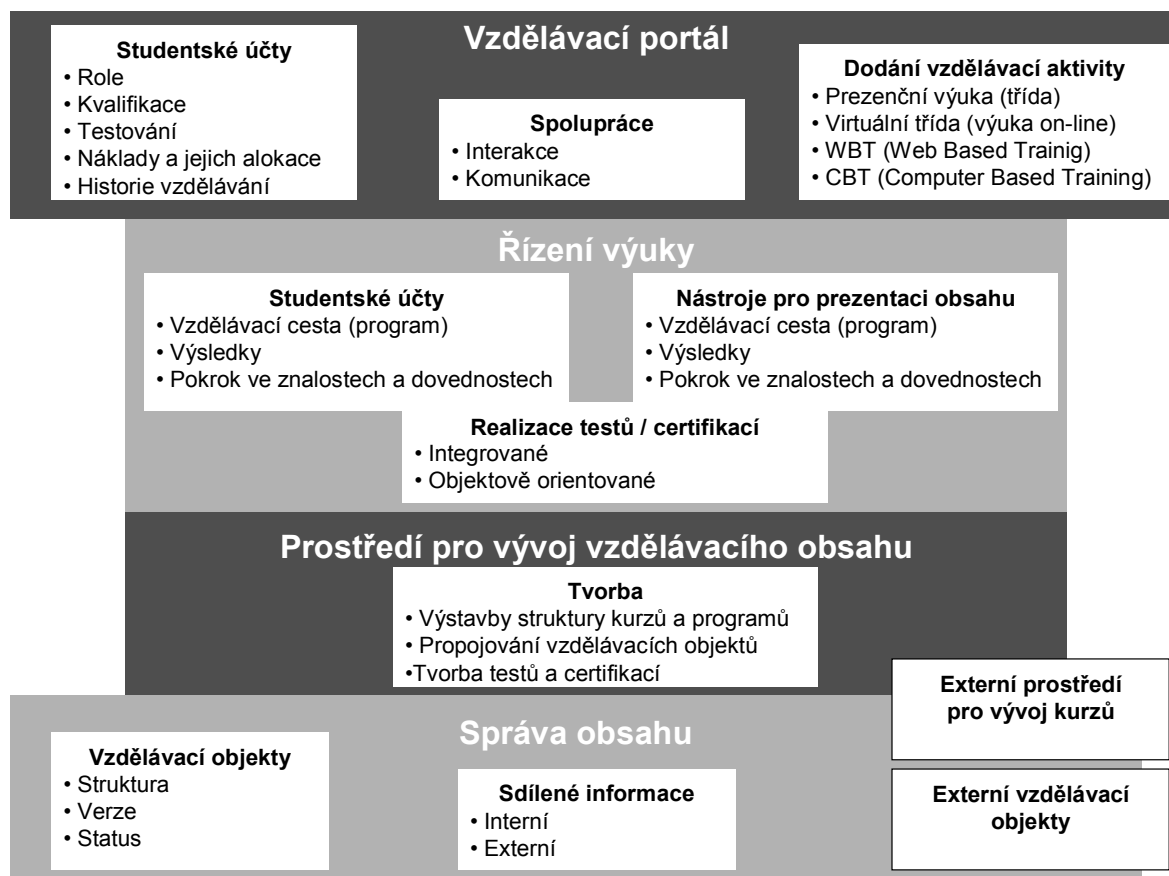 Vzdělávací portál
Studentské účty
• Role
• Kvalifikace
• Testování
• Náklady a jejich alokace
• Historie vzdělávání
Spolupráce
• Interakce
• Komunikace
Dodání vzdělávací aktivity
• Prezenční výuka (třída)
• Virtuální třída (výuka on-line)
• WBT (Web Based Trainig)
• CBT (Computer Based Training)
Řízení výuky
Studentské účty
• Vzdělávací cesta (program)
• Výsledky
• Pokrok ve znalostech a dovednostech
Nástroje pro prezentaci obsahu
• Vzdělávací cesta (program)
• Výsledky
• Pokrok ve znalostech a dovednostech
Realizace testů / certifikací
• Integrované
• Objektově orientované
Prostředí pro vývoj vzdělávacího obsahu
Tvorba
• Výstavby struktury kurzů a programů
• Propojování vzdělávacích objektů
•Tvorba testů a certifikací
Správa obsahu
Vzdělávací objekty
• Struktura
• Verze
• Status
Sdílené informace
• Interní
• Externí
Externí prostředí
pro vývoj kurzů
Externí vzdělávací
objekty